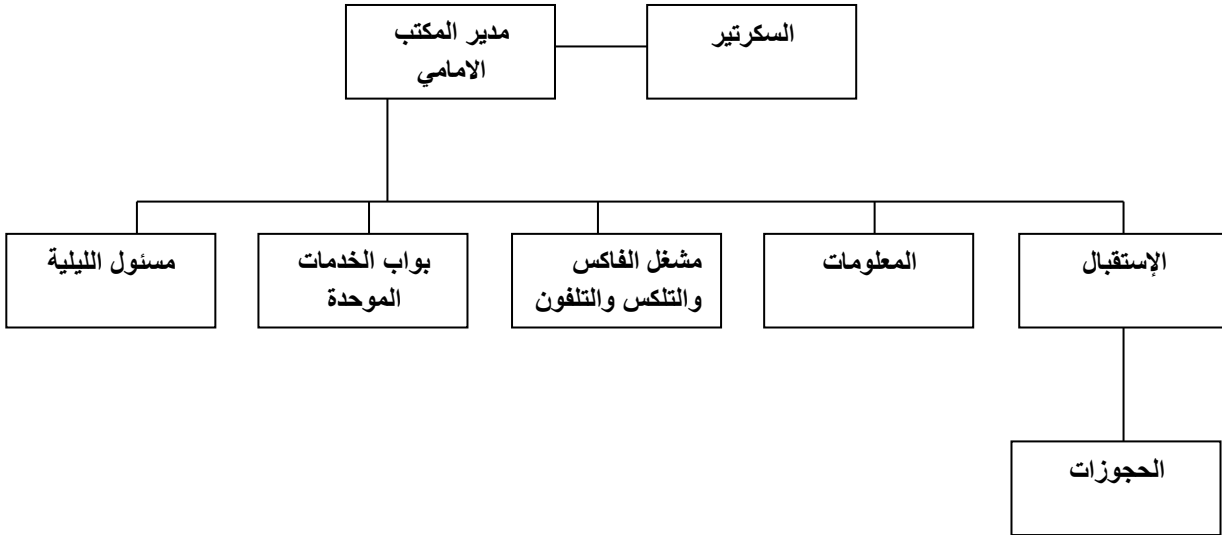 السكرتير
مدير المكتب
الامامي
الإستقبال
المعلومات
مشغل الفاكس
والتلكس والتلفون
بواب الخدمات
الموحدة
مسئول الليلية
الحجوزات